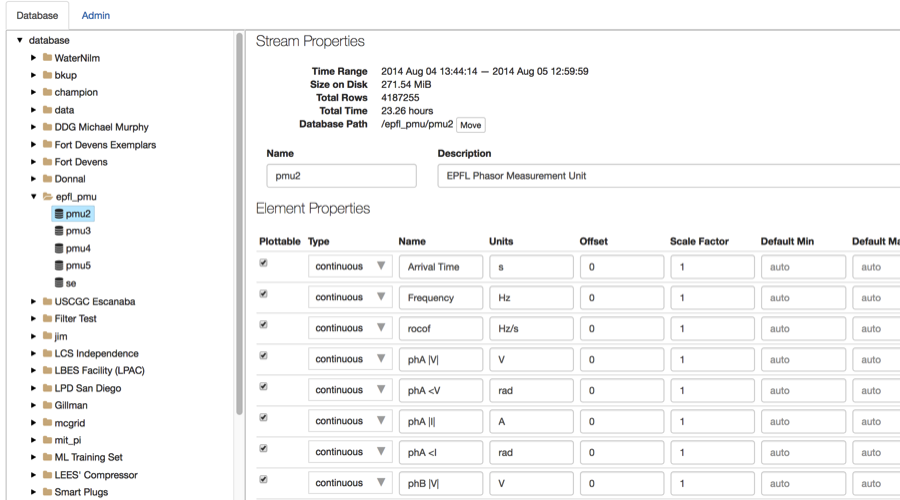 Database Admin
database
WaterNilm
bkup
champion
data
DDG Michael Murphy
Fort Devens Exemplars
Fort Devens
Donnal
epfl_pmu
pmu2
pmu3
pmu4
pmu5
se
USCGC Escanaba
Filter Test
jim
LCS Independence
LBES Facility (LPAC)
LPD San Diego
Gillman
mcgrid
mit_pi
ML Training Set
LEES' Compressor
Smart Plugs
Stream Properties
Time Range 2014 Aug 04 13:44:14 — 2014 Aug 05 12:59:59
Size on Disk 271.54 MiB
Total Rows 4187255
Total Time 23.26 hours
Database Path /epfl_pmu/pmu2 Move
Name Description
pmu2 EPFL Phasor Measurement Unit
Element Properties
Plottable Type Name Units Offset Scale Factor Default Min Default Ma
continuous Arrival Time s 0 1 auto auto
continuous Frequency Hz 0 1 auto auto
continuous rocof Hz/s 0 1 auto auto
continuous phA |V| V 0 1 auto auto
continuous phA <V rad 0 1 auto auto
continuous phA |I| A 0 1 auto auto
continuous phA <I rad 0 1 auto auto
continuous phB |V| V 0 1 auto auto